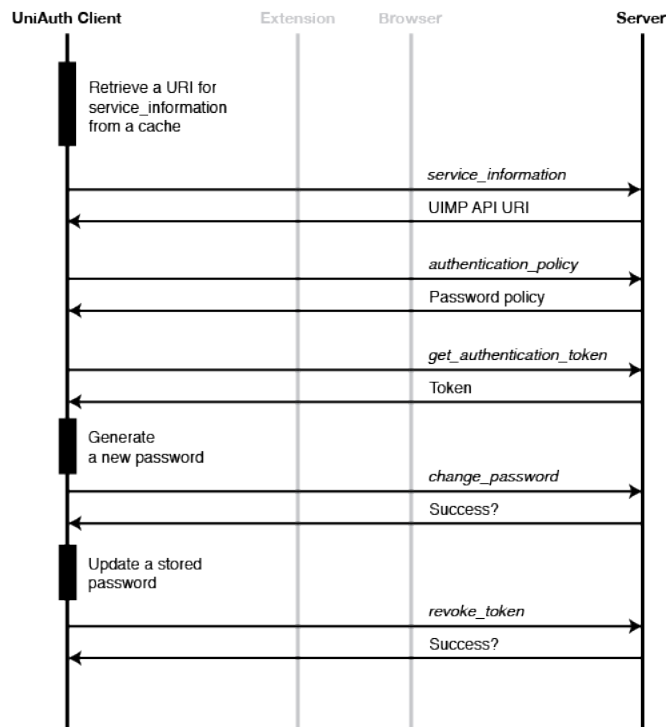 UniAuth Client Extension Browser Server
Retrieve a URI for
service_information
from a cache
service_information
UIMP API URI
authentication_policy
Password policy
get_authentication_token
Token
Generate
a new password
change_password
Success?
Update a stored
password
revoke_token
Success?